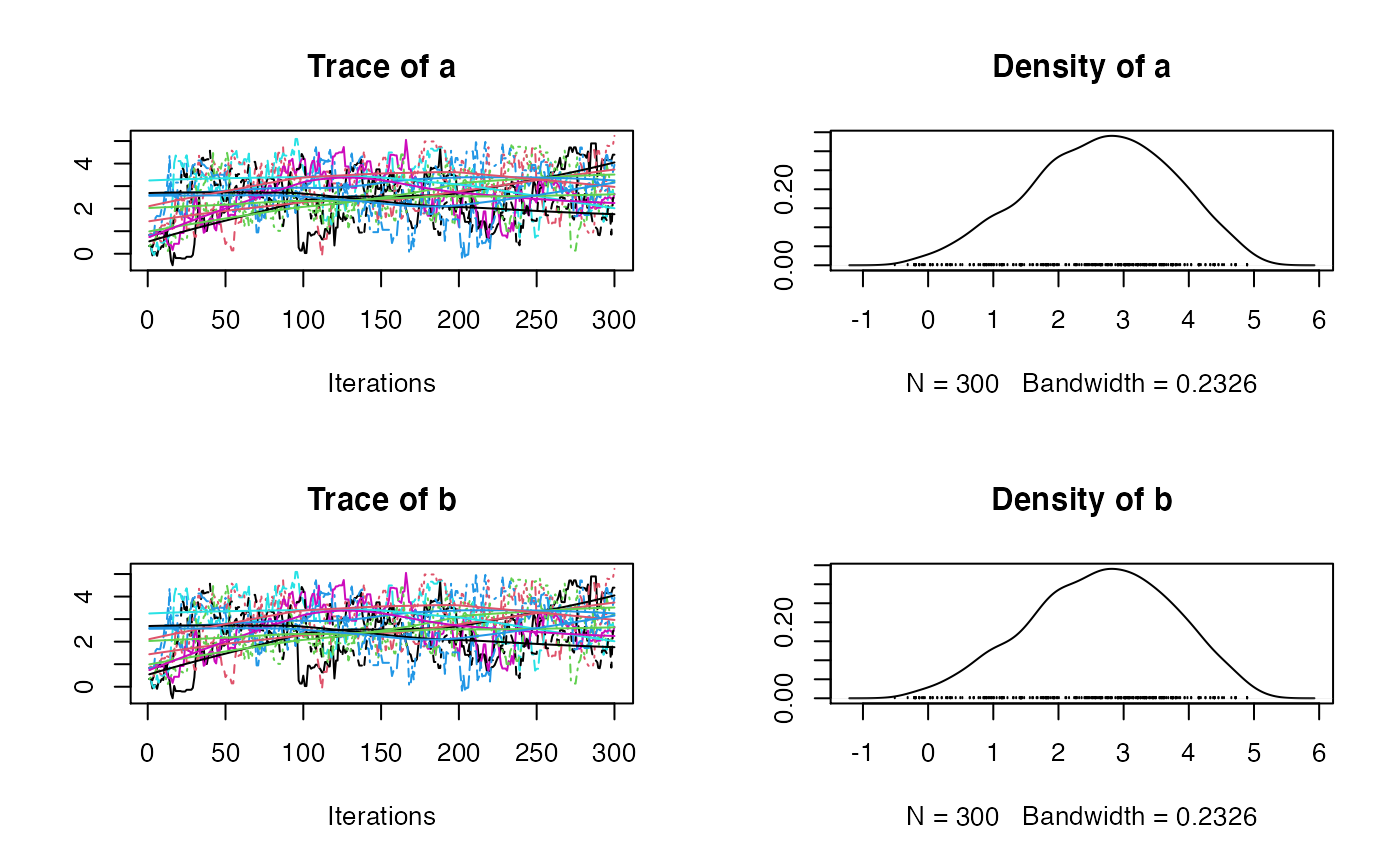 Trace of a
4
2
0
0 50 100 150 200 250 300
Iterations
Density of a
0.20
0.00
-1 0 1 2 3 4 5 6
N = 300 Bandwidth = 0.2326
Trace of b
4
2
0
0 50 100 150 200 250 300
Iterations
Density of b
0.20
0.00
-1 0 1 2 3 4 5 6
N = 300 Bandwidth = 0.2326